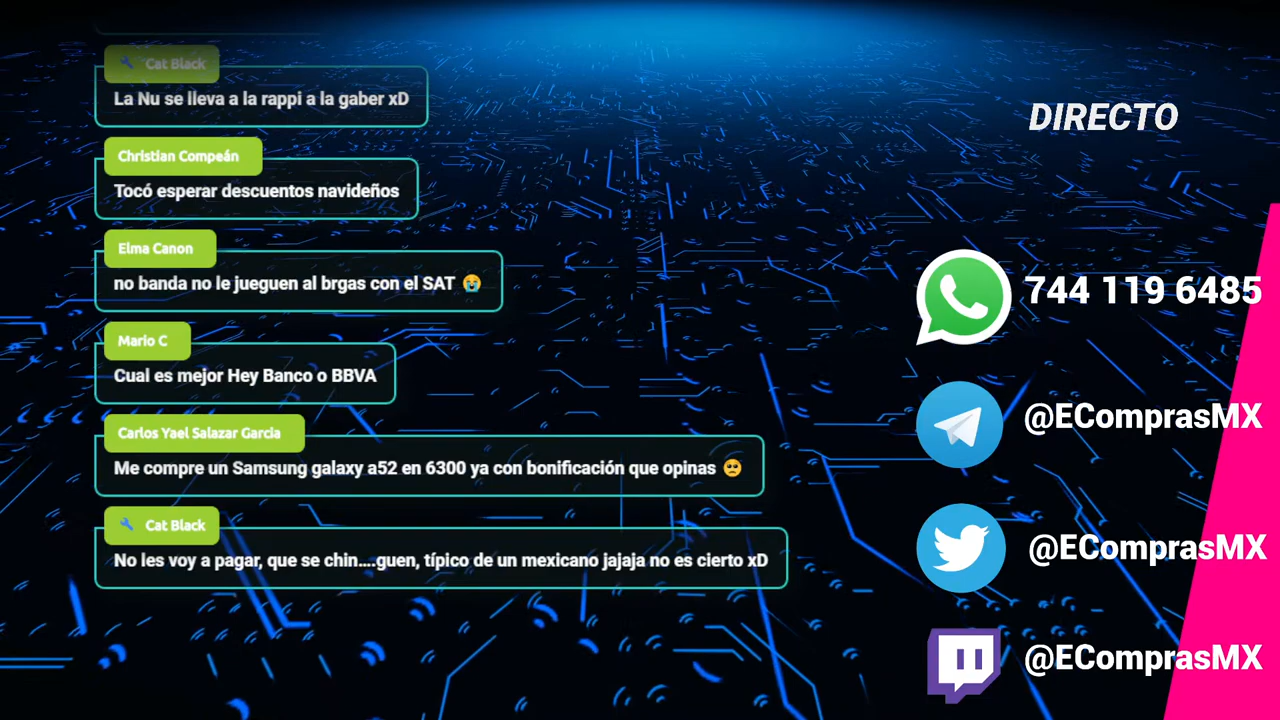 Cat Black
La Nu se lleva a la rappi a la gaber xD
Christian Compeán
Tocó esperar descuentos navideños
Elma Canon
no banda no le jueguen al brgas con el SAT 😭
Mario C
Cual es mejor Hey Banco o BBVA
Carlos Yael Salazar Garcia
Me compre un Samsung galaxy a52 en 6300 ya con bonificación que opinas 🥺
Cat Black
No les voy a pagar, que se chin....guen, típico de un mexicano jajaja no es cierto xD
DIRECTO
744 119 6485
@EComprasMX
@EComprasMX
@EComprasMX